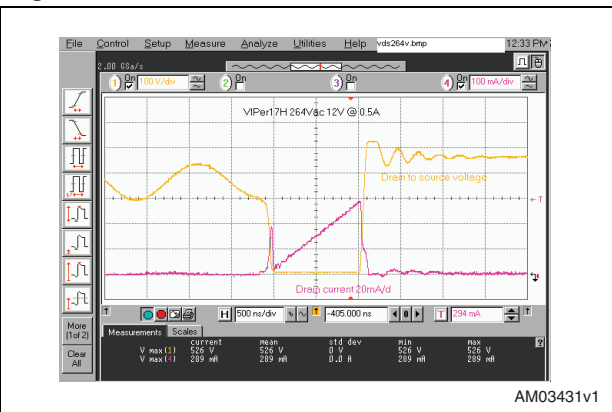 File Control Setup Measure Analyze Utilities Help vds264v.bmp 12:33 PM
2.00 GSa/s
1 On 100 V/div 2 On 3 On 4 On 100 mA/div
VIPer17H 264Vac 12V @ 0.5A
Drain to source voltage
T
Drain current 20mA/d
More
(1 of 2)
Clear
All
H 500 ns/div -405.000 ns 0 T 294 mA
Measurements Scales ?
current mean std dev min max
V max(1) 526 V 526 V 0 V 526 V 526 V
V max(4) 289 mA 289 mA 0.0 A 289 mA 289 mA
AM03431v1